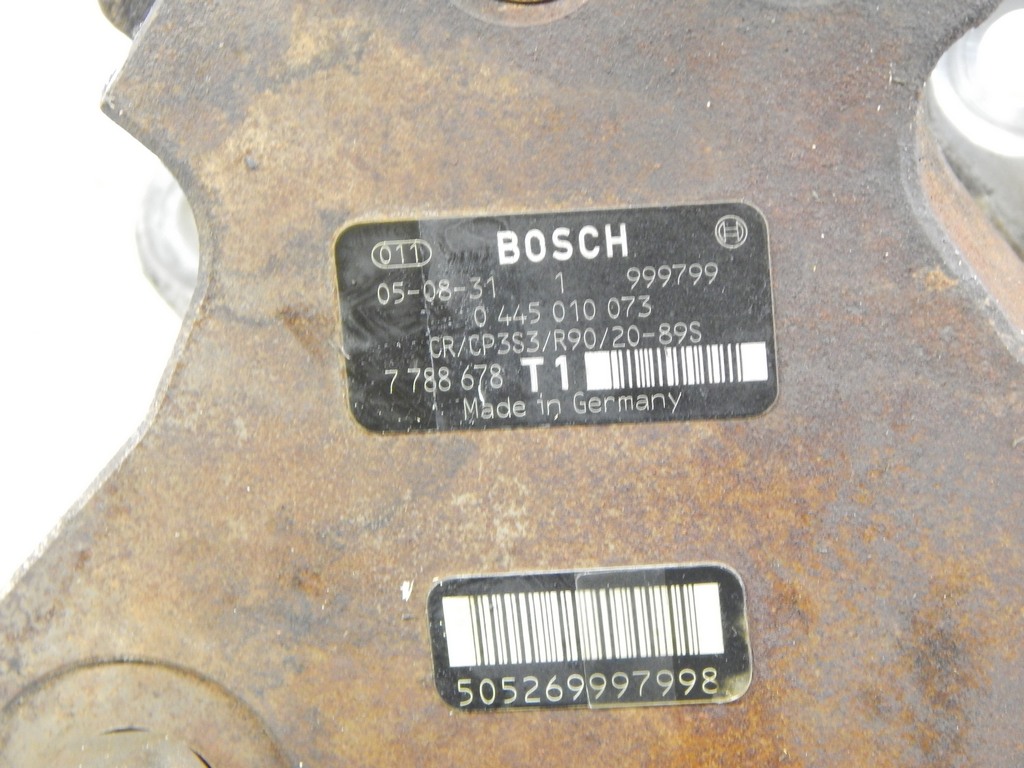 011 BOSCH
05-08-31 1 999799
0 445 010 073
CR/CP3S3/R90/20-89S
7 788 678 T1
Made in Germany
505269997998